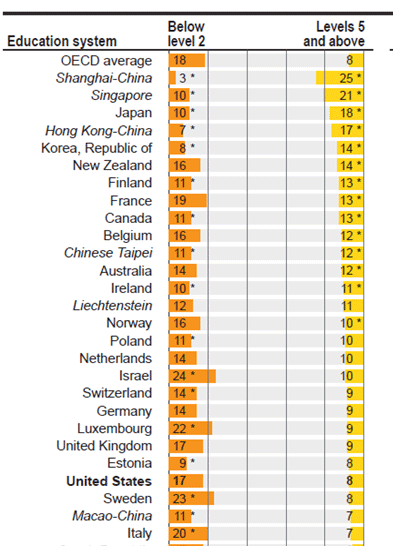 Education system Below level 2 Levels 5 and above
OECD average 18 8
Shanghai-China 3 * 25 *
Singapore 10 * 21 *
Japan 10 * 18 *
Hong Kong-China 7 * 17 *
Korea, Republic of 8 * 14 *
New Zealand 16 14 *
Finland 11 * 13 *
France 19 13 *
Canada 11 * 13 *
Belgium 16 12 *
Chinese Taipei 11 * 12 *
Australia 14 12 *
Ireland 10 * 11 *
Liechtenstein 12 11
Norway 16 10 *
Poland 11 * 10
Netherlands 14 10
Israel 24 * 10
Switzerland 14 * 9
Germany 14 9
Luxembourg 22 * 9
United Kingdom 17 9
Estonia 9 * 8
United States 17 8
Sweden 23 * 8
Macao-China 11 * 7
Italy 20 * 7